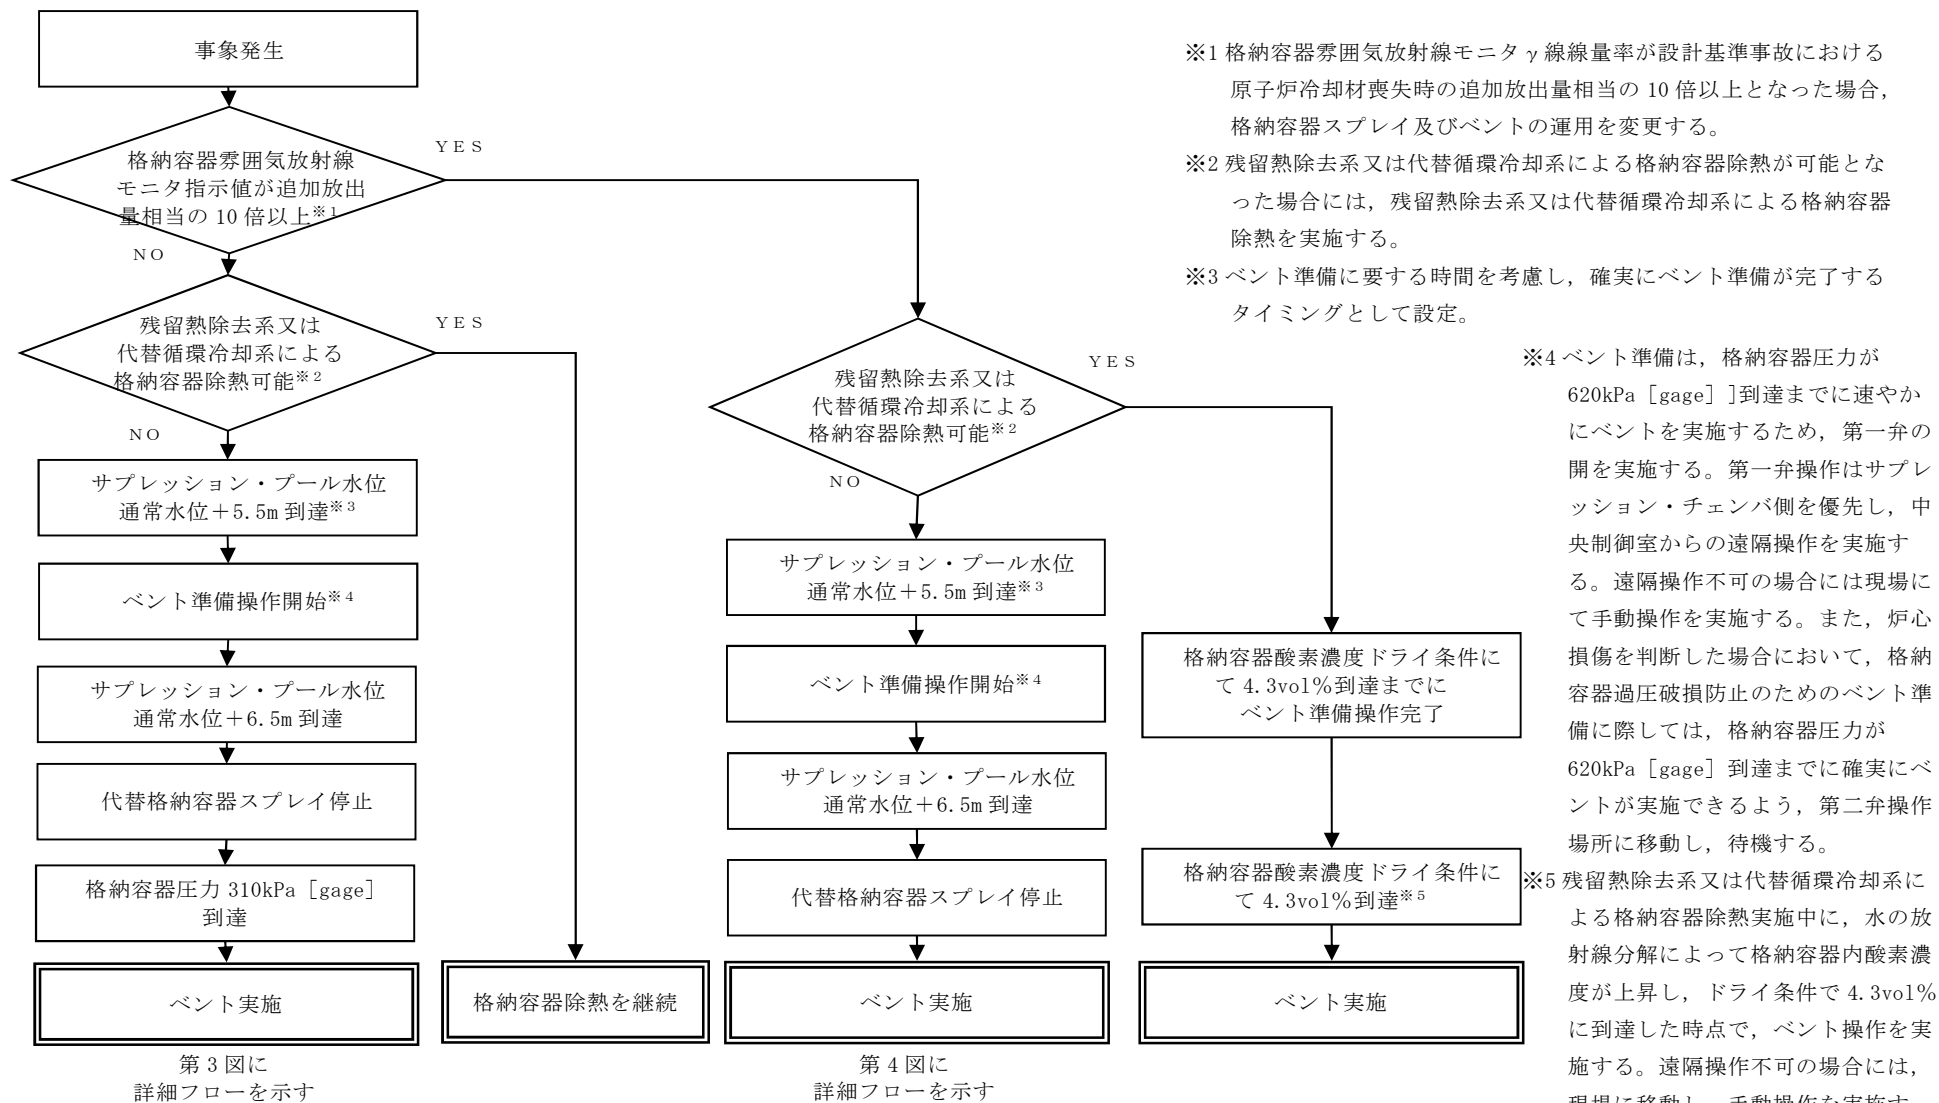 事象発生
格納容器雰囲気放射線
モニタ指示値が追加放出
量相当の 10 倍以上※1
YES
NO
残留熱除去系又は
代替循環冷却系による
格納容器除熱可能※2
YES
NO
サプレッション・プール水位
通常水位＋5.5m 到達※3
ベント準備操作開始※4
サプレッション・プール水位
通常水位＋6.5m 到達
代替格納容器スプレイ停止
格納容器圧力 310kPa［gage］
到達
ベント実施
第 3 図に
詳細フローを示す
格納容器除熱を継続
残留熱除去系又は
代替循環冷却系による
格納容器除熱可能※2
YES
NO
サプレッション・プール水位
通常水位＋5.5m 到達※3
ベント準備操作開始※4
サプレッション・プール水位
通常水位＋6.5m 到達
代替格納容器スプレイ停止
ベント実施
第 4 図に
詳細フローを示す
格納容器酸素濃度ドライ条件に
て 4.3vol％到達までに
ベント準備操作完了
格納容器酸素濃度ドライ条件に
て 4.3vol％到達※5
ベント実施
※1 格納容器雰囲気放射線モニタγ線線量率が設計基準事故における
原子炉冷却材喪失時の追加放出量相当の 10 倍以上となった場合，
格納容器スプレイ及びベントの運用を変更する。
※2 残留熱除去系又は代替循環冷却系による格納容器除熱が可能とな
った場合には，残留熱除去系又は代替循環冷却系による格納容器
除熱を実施する。
※3 ベント準備に要する時間を考慮し，確実にベント準備が完了する
タイミングとして設定。
※4 ベント準備は，格納容器圧力が
620kPa［gage］]到達までに速やか
にベントを実施するため，第一弁の
開を実施する。第一弁操作はサプレ
ッション・チェンバ側を優先し，中
央制御室からの遠隔操作を実施す
る。遠隔操作不可の場合には現場に
て手動操作を実施する。また，炉心
損傷を判断した場合において，格納
容器過圧破損防止のためのベント準
備に際しては，格納容器圧力が
620kPa［gage］到達までに確実にベ
ントが実施できるよう，第二弁操作
場所に移動し，待機する。
※5 残留熱除去系又は代替循環冷却系に
よる格納容器除熱実施中に，水の放
射線分解によって格納容器内酸素濃
度が上昇し，ドライ条件で 4.3vol％
に到達した時点で，ベント操作を実
施する。遠隔操作不可の場合には，
現場に移動し，手動操作を実施す